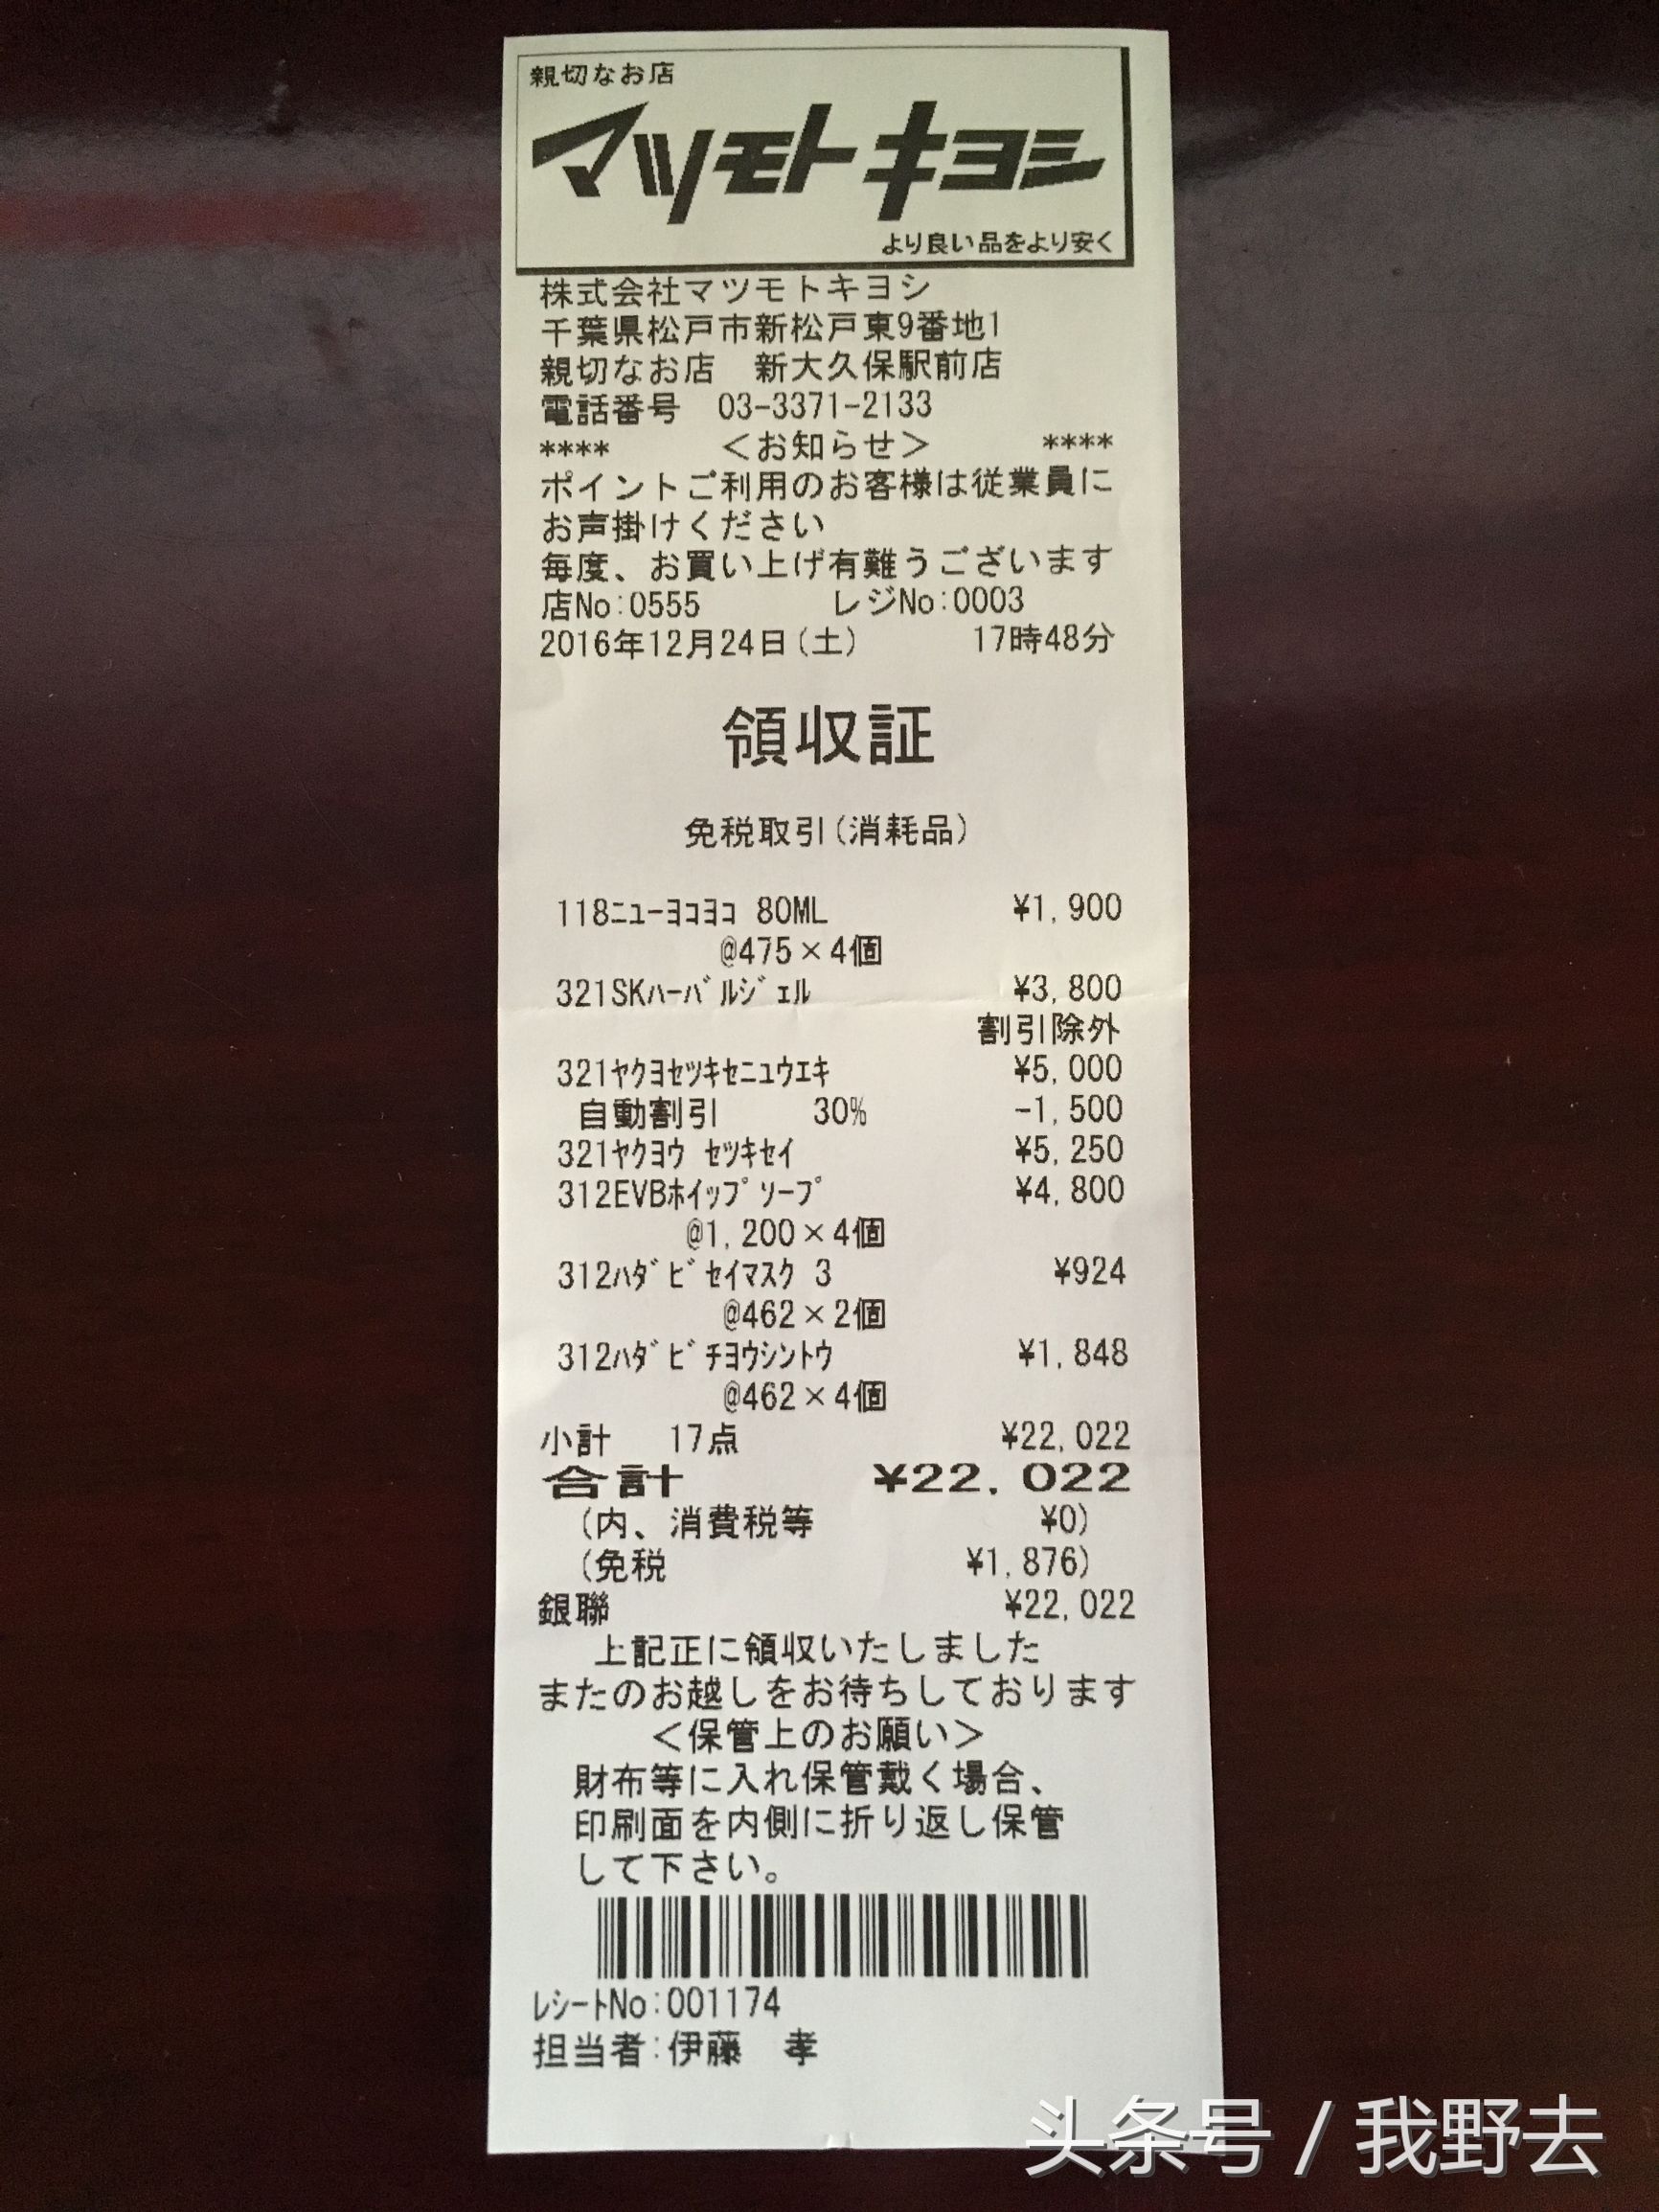 親切なお店
マツモトキヨシ
より良い品をより安く
株式会社マツモトキヨシ
千葉県松戸市新松戸東9番地1
親切なお店 新大久保駅前店
電話番号 03-3371-2133
**** <お知らせ> ****
ポイントご利用のお客様は従業員に
お声掛けください
毎度、お買い上げ有難うございます
店No:0555 レジNo:0003
2016年12月24日(土) 17時48分
領収証
免税取引(消耗品)
118ﾆｭｰﾖｺﾖｺ 80ML ¥1,900
@475×4個
321SKﾊｰﾊﾞﾙｼﾞｪﾙ ¥3,800
割引除外
321ﾔｸﾖｾﾂｷｾﾆｭｳｴｷ ¥5,000
自動割引 30% -1,500
321ﾔｸﾖｳ ｾﾂｷｾｲ ¥5,250
312EVBﾎｲｯﾌﾟｿｰﾌﾟ ¥4,800
@1,200×4個
312ﾊﾀﾞﾋﾞｾｲﾏｽｸ 3 ¥924
@462×2個
312ﾊﾀﾞﾋﾞﾁﾖｳｼﾝﾄｳ ¥1,848
@462×4個
小計 17点 ¥22,022
合計 ¥22,022
(内、消費税等 ¥0)
(免税 ¥1,876)
銀聯 ¥22,022
上記正に領収いたしました
またのお越しをお待ちしております
<保管上のお願い>
財布等に入れ保管戴く場合、
印刷面を内側に折り返し保管
して下さい。
ﾚｼｰﾄNo:001174
担当者:伊藤 孝
头条号 / 我野去